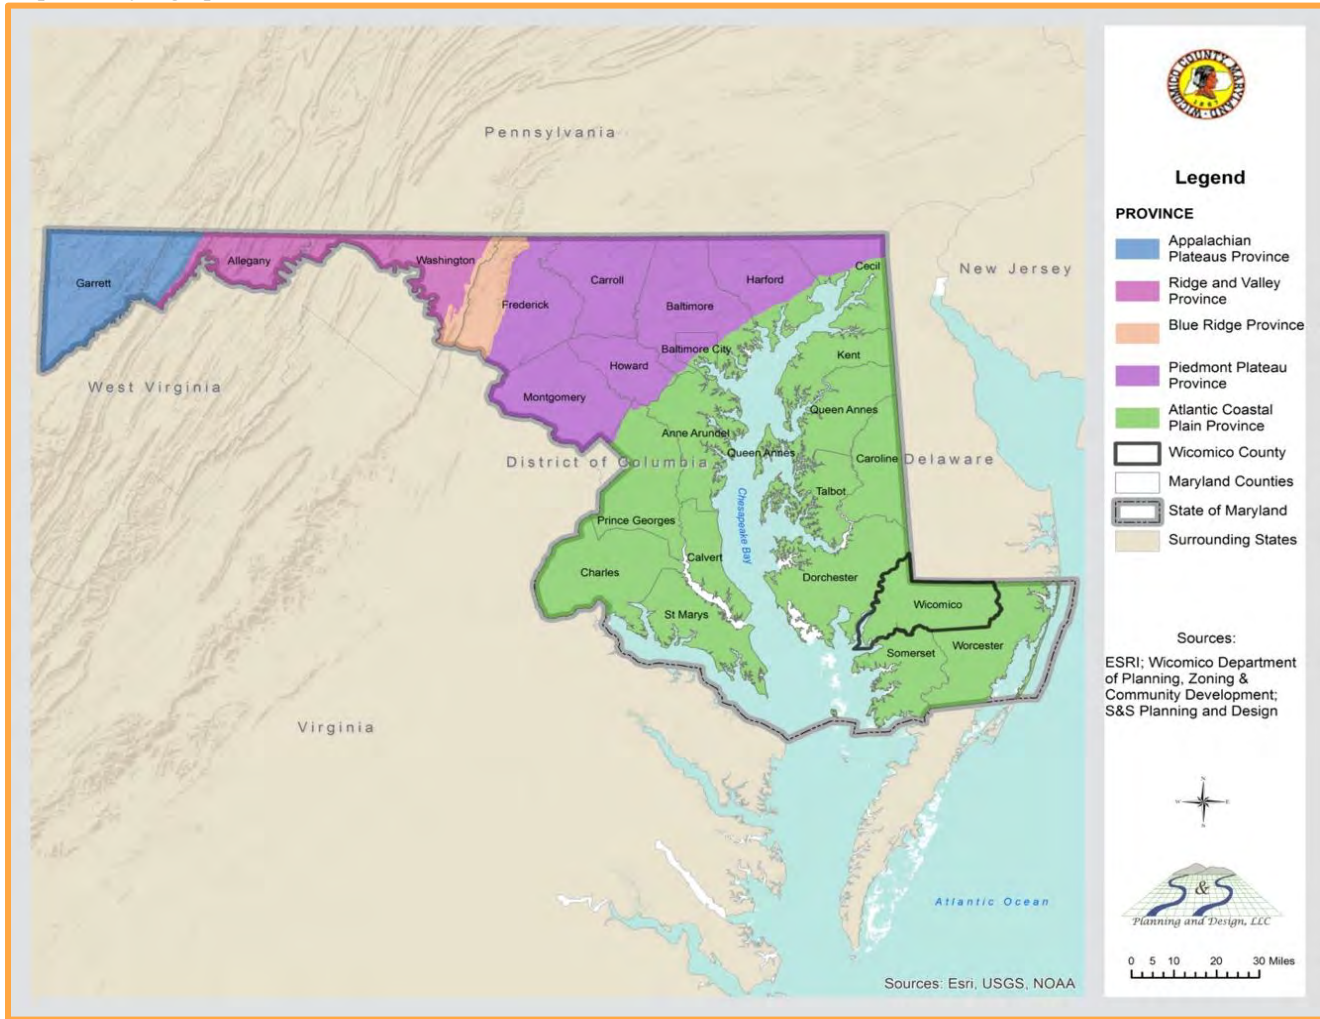 Pennsylvania
New Jersey
Garrett
Allegany
Washington
Frederick
Carroll
Baltimore
Harford
Cecil
Baltimore City
Howard
Montgomery
Kent
West Virginia
Queen Annes
Anne Arundel
Queen Annes
Caroline
Delaware
District of Columbia
Talbot
Prince Georges
Chesapeake Bay
Calvert
Charles
Dorchester
St Marys
Wicomico
Somerset
Worcester
Virginia
Atlantic Ocean
Sources: Esri, USGS, NOAA
WICOMICO COUNTY, MARYLAND
1867
Legend
PROVINCE
Appalachian
Plateaus Province
Ridge and Valley
Province
Blue Ridge Province
Piedmont Plateau
Province
Atlantic Coastal
Plain Province
Wicomico County
Maryland Counties
State of Maryland
Surrounding States
Sources:
ESRI; Wicomico Department
of Planning, Zoning &
Community Development;
S&S Planning and Design
N
W E
S&S
Planning and Design, LLC
0 5 10 20 30 Miles